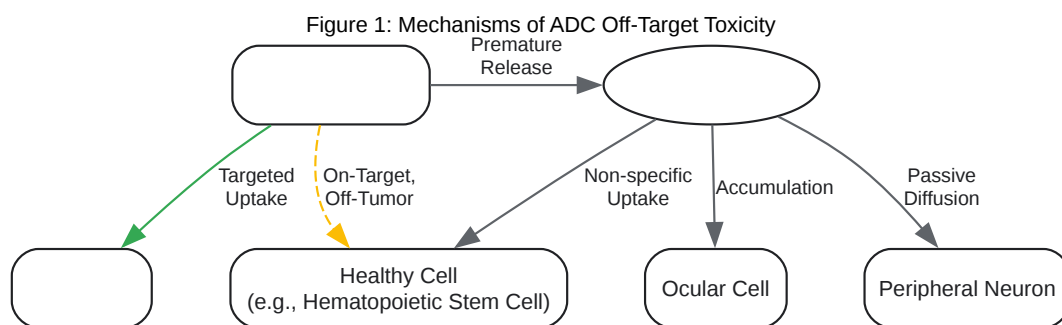 Figure 1: Mechanisms of ADC Off-Target Toxicity
Premature
Release
Targeted
Uptake
On-Target,
Off-Tumor
Non-specific
Uptake
Accumulation
Passive
Diffusion
Healthy Cell
(e.g., Hematopoietic Stem Cell)
Ocular Cell
Peripheral Neuron